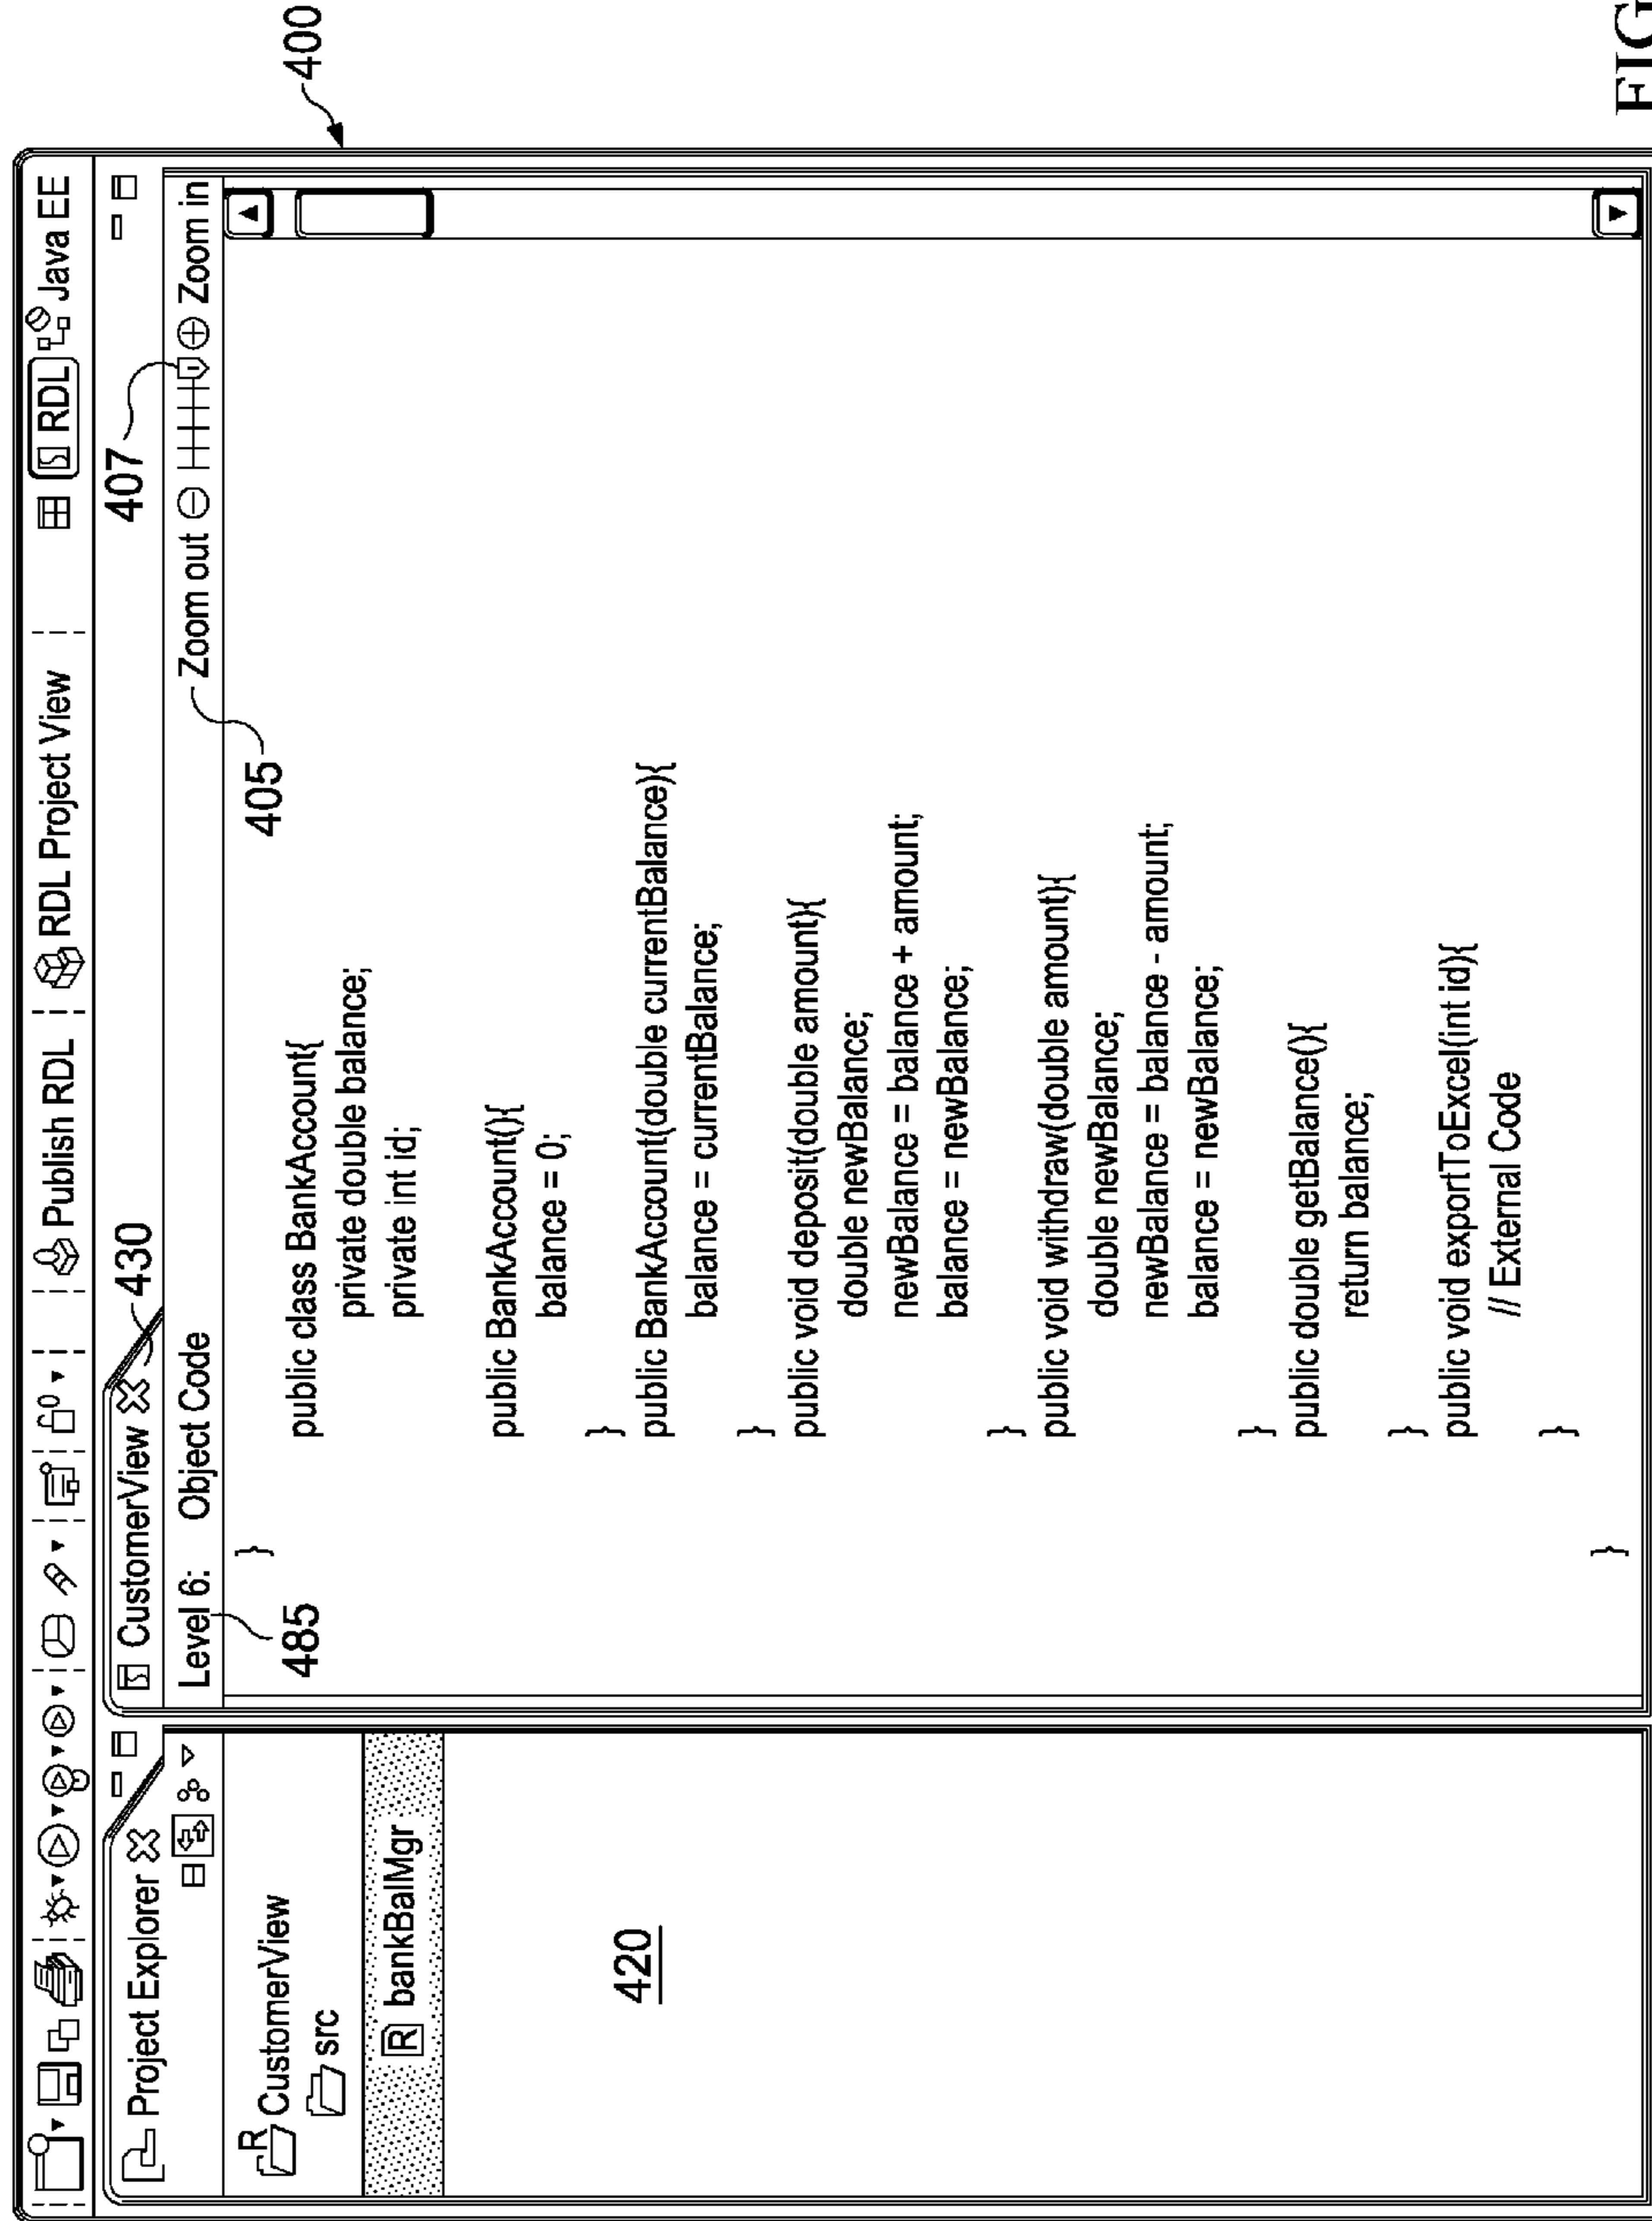 Publish RDL RDL Project View RDL Java EE
Project Explorer
CustomerView
src
R bankBalMgr
420
CustomerView 430 407
Level 6: Object Code Zoom out Zoom in
485 405 400
}
public class BankAccount{
private double balance;
private int id;
public BankAccount(){
balance = 0;
}
public BankAccount(double currentBalance){
balance = currentBalance;
}
public void deposit(double amount){
double newBalance;
newBalance = balance + amount;
balance = newBalance;
}
public void withdraw(double amount){
double newBalance;
newBalance = balance - amount;
balance = newBalance;
}
public double getBalance(){
return balance;
}
public void exportToExcel(int id){
// External Code
}
}